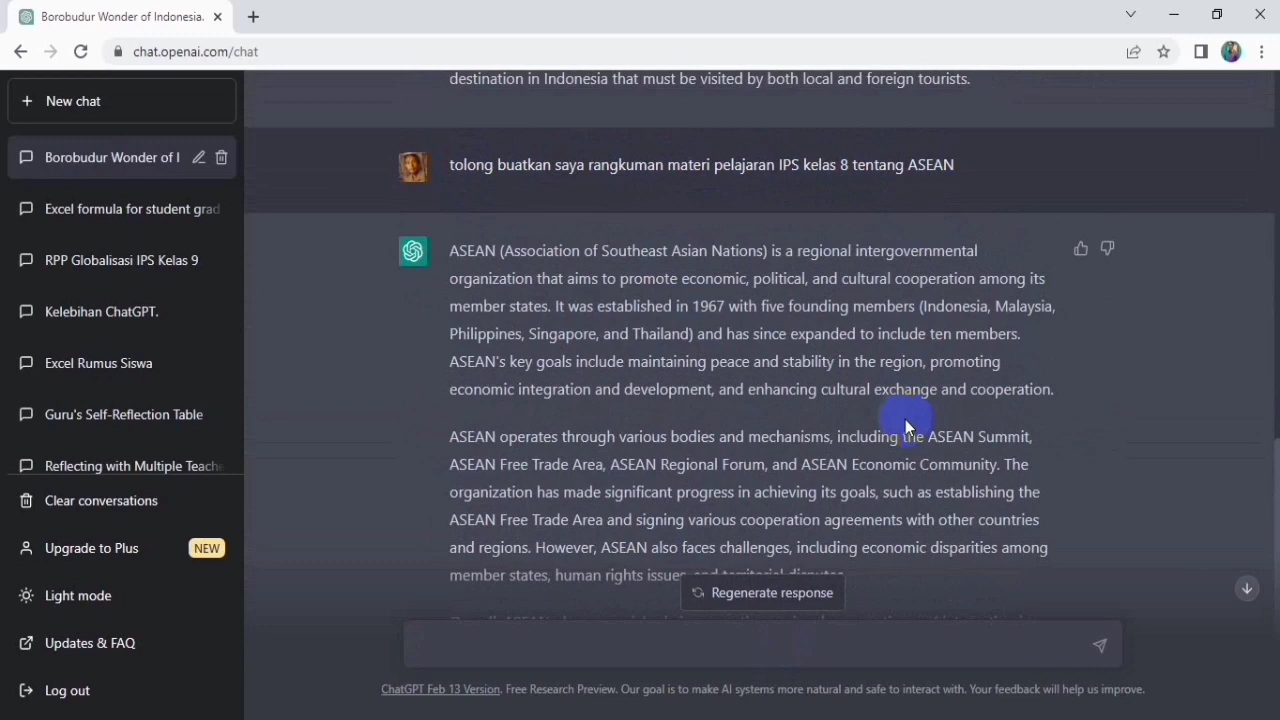 Borobudur Wonder of Indonesia.
chat.openai.com/chat
New chat
Borobudur Wonder of I
Excel formula for student grad
RPP Globalisasi IPS Kelas 9
Kelebihan ChatGPT.
Excel Rumus Siswa
Guru's Self-Reflection Table
Reflecting with Multiple Teache
Clear conversations
Upgrade to Plus NEW
Light mode
Updates & FAQ
Log out
destination in Indonesia that must be visited by both local and foreign tourists.
tolong buatkan saya rangkuman materi pelajaran IPS kelas 8 tentang ASEAN
ASEAN (Association of Southeast Asian Nations) is a regional intergovernmental
organization that aims to promote economic, political, and cultural cooperation among its
member states. It was established in 1967 with five founding members (Indonesia, Malaysia,
Philippines, Singapore, and Thailand) and has since expanded to include ten members.
ASEAN's key goals include maintaining peace and stability in the region, promoting
economic integration and development, and enhancing cultural exchange and cooperation.
ASEAN operates through various bodies and mechanisms, including the ASEAN Summit,
ASEAN Free Trade Area, ASEAN Regional Forum, and ASEAN Economic Community. The
organization has made significant progress in achieving its goals, such as establishing the
ASEAN Free Trade Area and signing various cooperation agreements with other countries
and regions. However, ASEAN also faces challenges, including economic disparities among
member states, human rights issues, and territorial disputes.
Regenerate response
ChatGPT Feb 13 Version. Free Research Preview. Our goal is to make AI systems more natural and safe to interact with. Your feedback will help us improve.